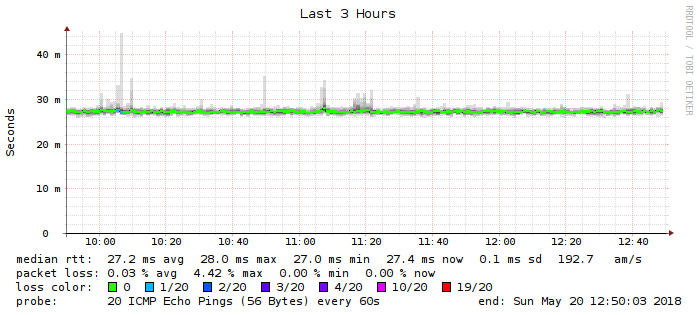 Last 3 Hours
RRDTOOL / TOBI OETIKER
Seconds
40 m
30 m
20 m
10 m
0
10:00 10:20 10:40 11:00 11:20 11:40 12:00 12:20 12:40
median rtt: 27.2 ms avg 28.0 ms max 27.0 ms min 27.4 ms now 0.1 ms sd 192.7 am/s
packet loss: 0.03 % avg 4.42 % max 0.00 % min 0.00 % now
loss color: 0 1/20 2/20 3/20 4/20 10/20 19/20
probe: 20 ICMP Echo Pings (56 Bytes) every 60s end: Sun May 20 12:50:03 2018